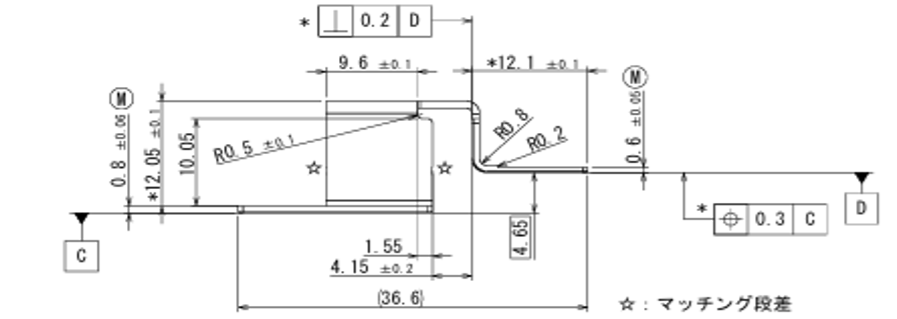 * ⊥ 0.2 D
9.6 ±0.1
*12.1 ±0.1
Ⓜ
0.8 ±0.06
*12.05 ±0.1
10.05
R0.5 ±0.1
☆
☆
R0.8
R0.2
Ⓜ
0.6 ±0.05
D
* ⌖ 0.3 C
C
4.65
1.55
4.15 ±0.2
(36.6)
☆：マッチング段差